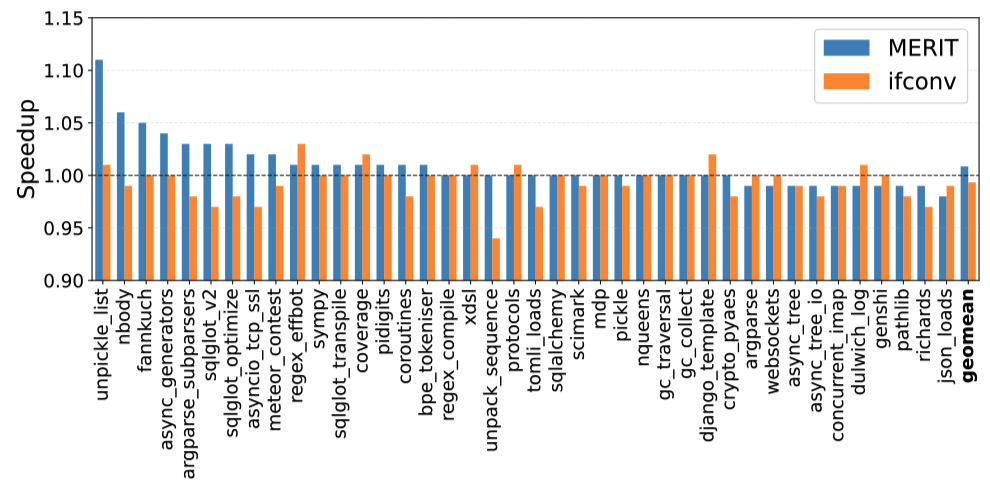 1.15
1.10
1.05
1.00
0.95
0.90
Speedup
MERIT
ifconv
unpickle_list
nbody
fannkuch
async_generators
argparse_subparsers
sqlglot_v2
sqlglot_optimize
asyncio_tcp_ssl
meteor_contest
regex_effbot
sympy
sqlglot_transpile
coverage
pidigits
coroutines
bpe_tokeniser
regex_compile
xdsl
unpack_sequence
protocols
tomli_loads
sqlalchemy
scimark
mdp
pickle
nqueens
gc_traversal
gc_collect
django_template
crypto_pyaes
argparse
websockets
async_tree
async_tree_io
concurrent_imap
dulwich_log
genshi
pathlib
richards
json_loads
geomean